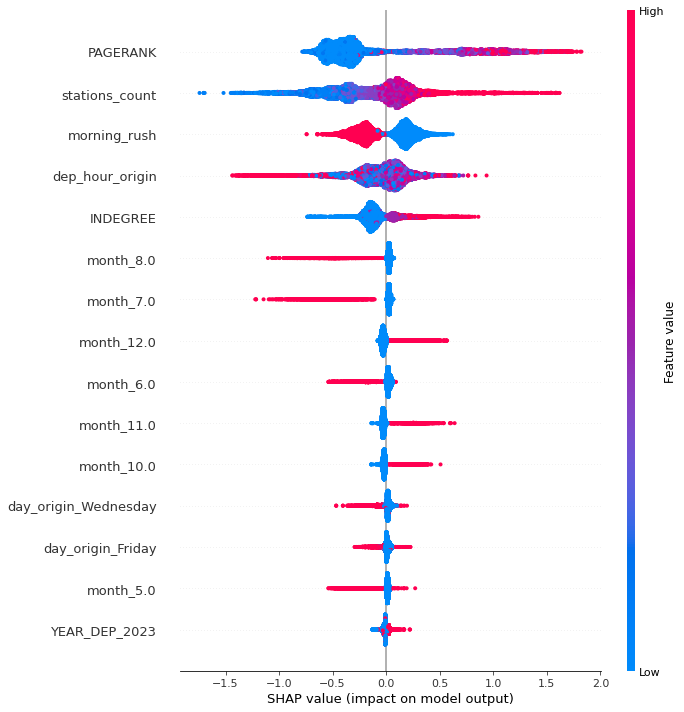 High
PAGERANK
stations_count
morning_rush
dep_hour_origin
INDEGREE
month_8.0
month_7.0
month_12.0
month_6.0
month_11.0
month_10.0
day_origin_Wednesday
day_origin_Friday
month_5.0
YEAR_DEP_2023
Feature value
Low
−1.5 −1.0 −0.5 0.0 0.5 1.0 1.5 2.0
SHAP value (impact on model output)